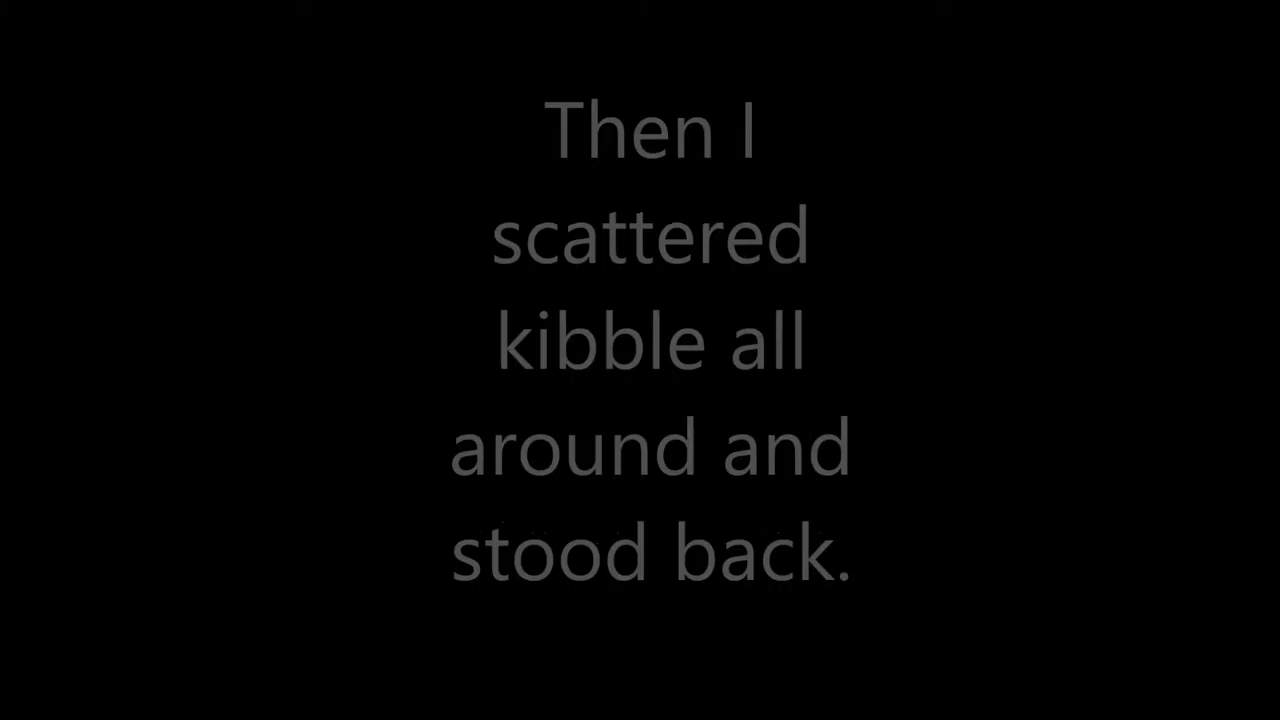 Then I
scattered
kibble all
around and
stood back.